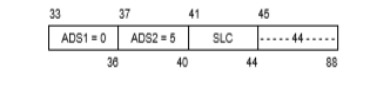 33 37 41 45
ADS1 = 0 ADS2 = 5 SLC - - - - - 44 - - - - -
36 40 44 88